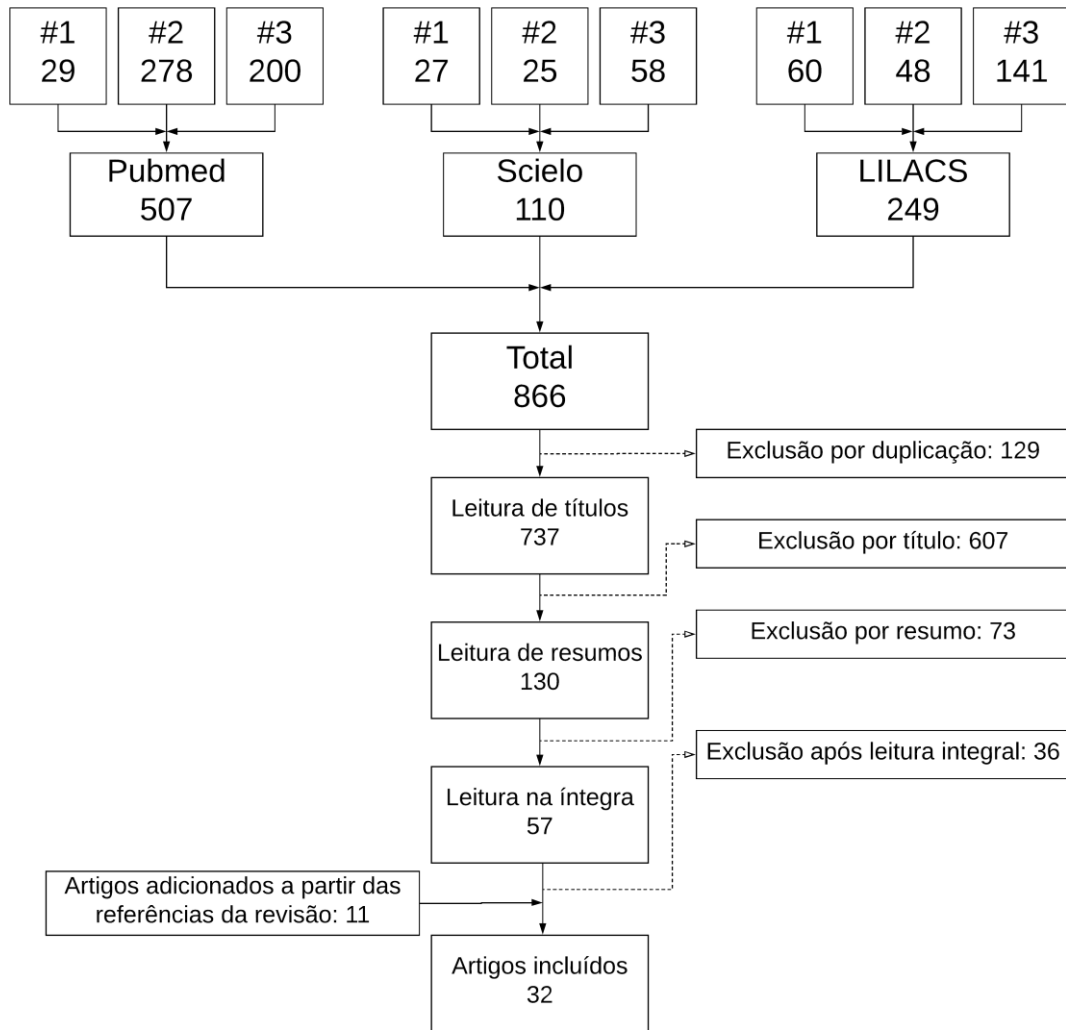 #1
29
#2
278
#3
200
#1
27
#2
25
#3
58
#1
60
#2
48
#3
141
Pubmed
507
Scielo
110
LILACS
249
Total
866
Exclusão por duplicação: 129
Leitura de títulos
737
Exclusão por título: 607
Leitura de resumos
130
Exclusão por resumo: 73
Exclusão após leitura integral: 36
Leitura na íntegra
57
Artigos adicionados a partir das
referências da revisão: 11
Artigos incluídos
32